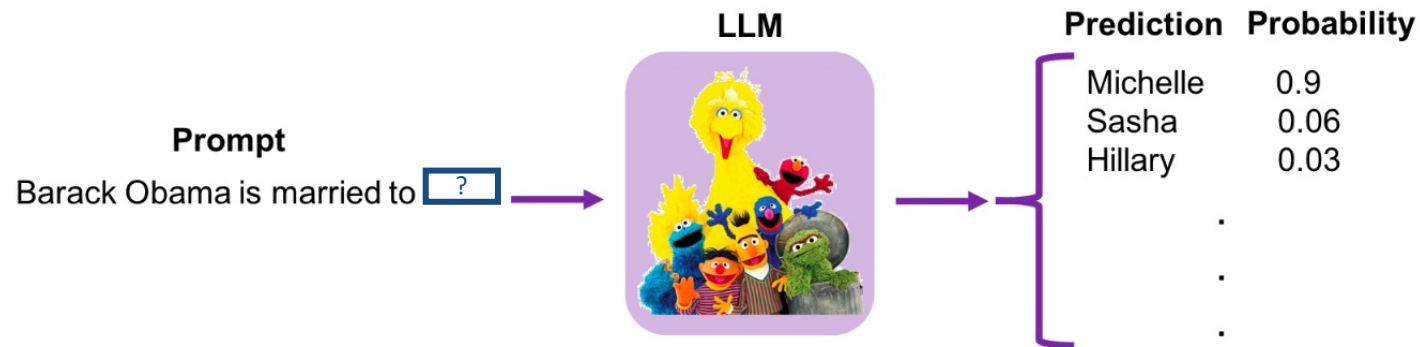 LLM
Prediction Probability
Michelle 0.9
Sasha 0.06
Hillary 0.03
.
.
.
Prompt
Barack Obama is married to ?